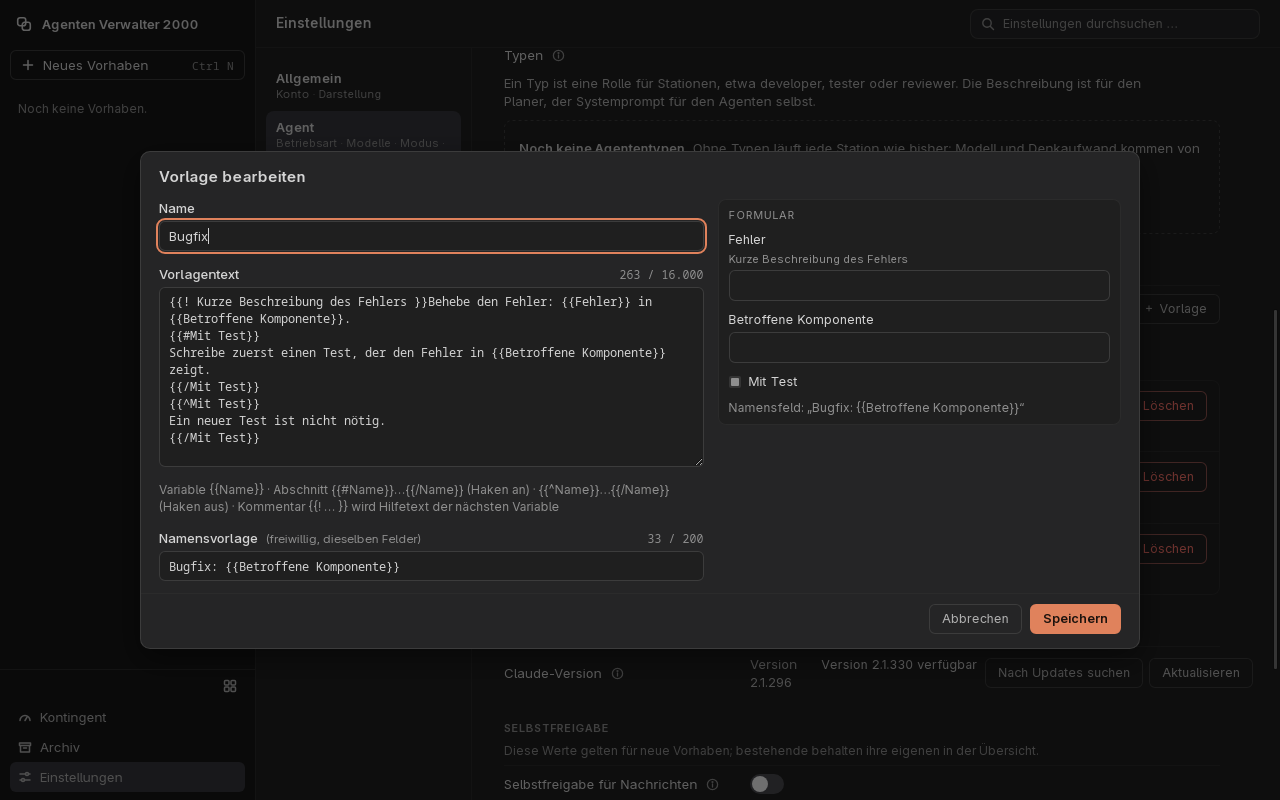 Agenten Verwalter 2000
Neues Vorhaben Ctrl N
Noch keine Vorhaben.
Kontingent
Archiv
Einstellungen
Einstellungen
Einstellungen durchsuchen …
Allgemein
Konto · Darstellung
Agent
Betriebsart · Modelle · Modus ·
Typen
Ein Typ ist eine Rolle für Stationen, etwa developer, tester oder reviewer. Die Beschreibung ist für den
Planer, der Systemprompt für den Agenten selbst.
Noch keine Agententypen. Ohne Typen läuft jede Station wie bisher: Modell und Denkaufwand kommen von
+ Vorlage
Löschen
Löschen
Löschen
Vorlage bearbeiten
Name
Bugfix
Vorlagentext 263 / 16.000
{{! Kurze Beschreibung des Fehlers }}Behebe den Fehler: {{Fehler}} in
{{Betroffene Komponente}}.
{{#Mit Test}}
Schreibe zuerst einen Test, der den Fehler in {{Betroffene Komponente}}
zeigt.
{{/Mit Test}}
{{^Mit Test}}
Ein neuer Test ist nicht nötig.
{{/Mit Test}}
Variable {{Name}} · Abschnitt {{#Name}}…{{/Name}} (Haken an) · {{^Name}}…{{/Name}}
(Haken aus) · Kommentar {{! … }} wird Hilfetext der nächsten Variable
Namensvorlage (freiwillig, dieselben Felder) 33 / 200
Bugfix: {{Betroffene Komponente}}
FORMULAR
Fehler
Kurze Beschreibung des Fehlers
Betroffene Komponente
Mit Test
Namensfeld: „Bugfix: {{Betroffene Komponente}}“
Abbrechen
Speichern
Claude-Version
Version
2.1.296
Version 2.1.330 verfügbar
Nach Updates suchen
Aktualisieren
SELBSTFREIGABE
Diese Werte gelten für neue Vorhaben; bestehende behalten ihre eigenen in der Übersicht.
Selbstfreigabe für Nachrichten